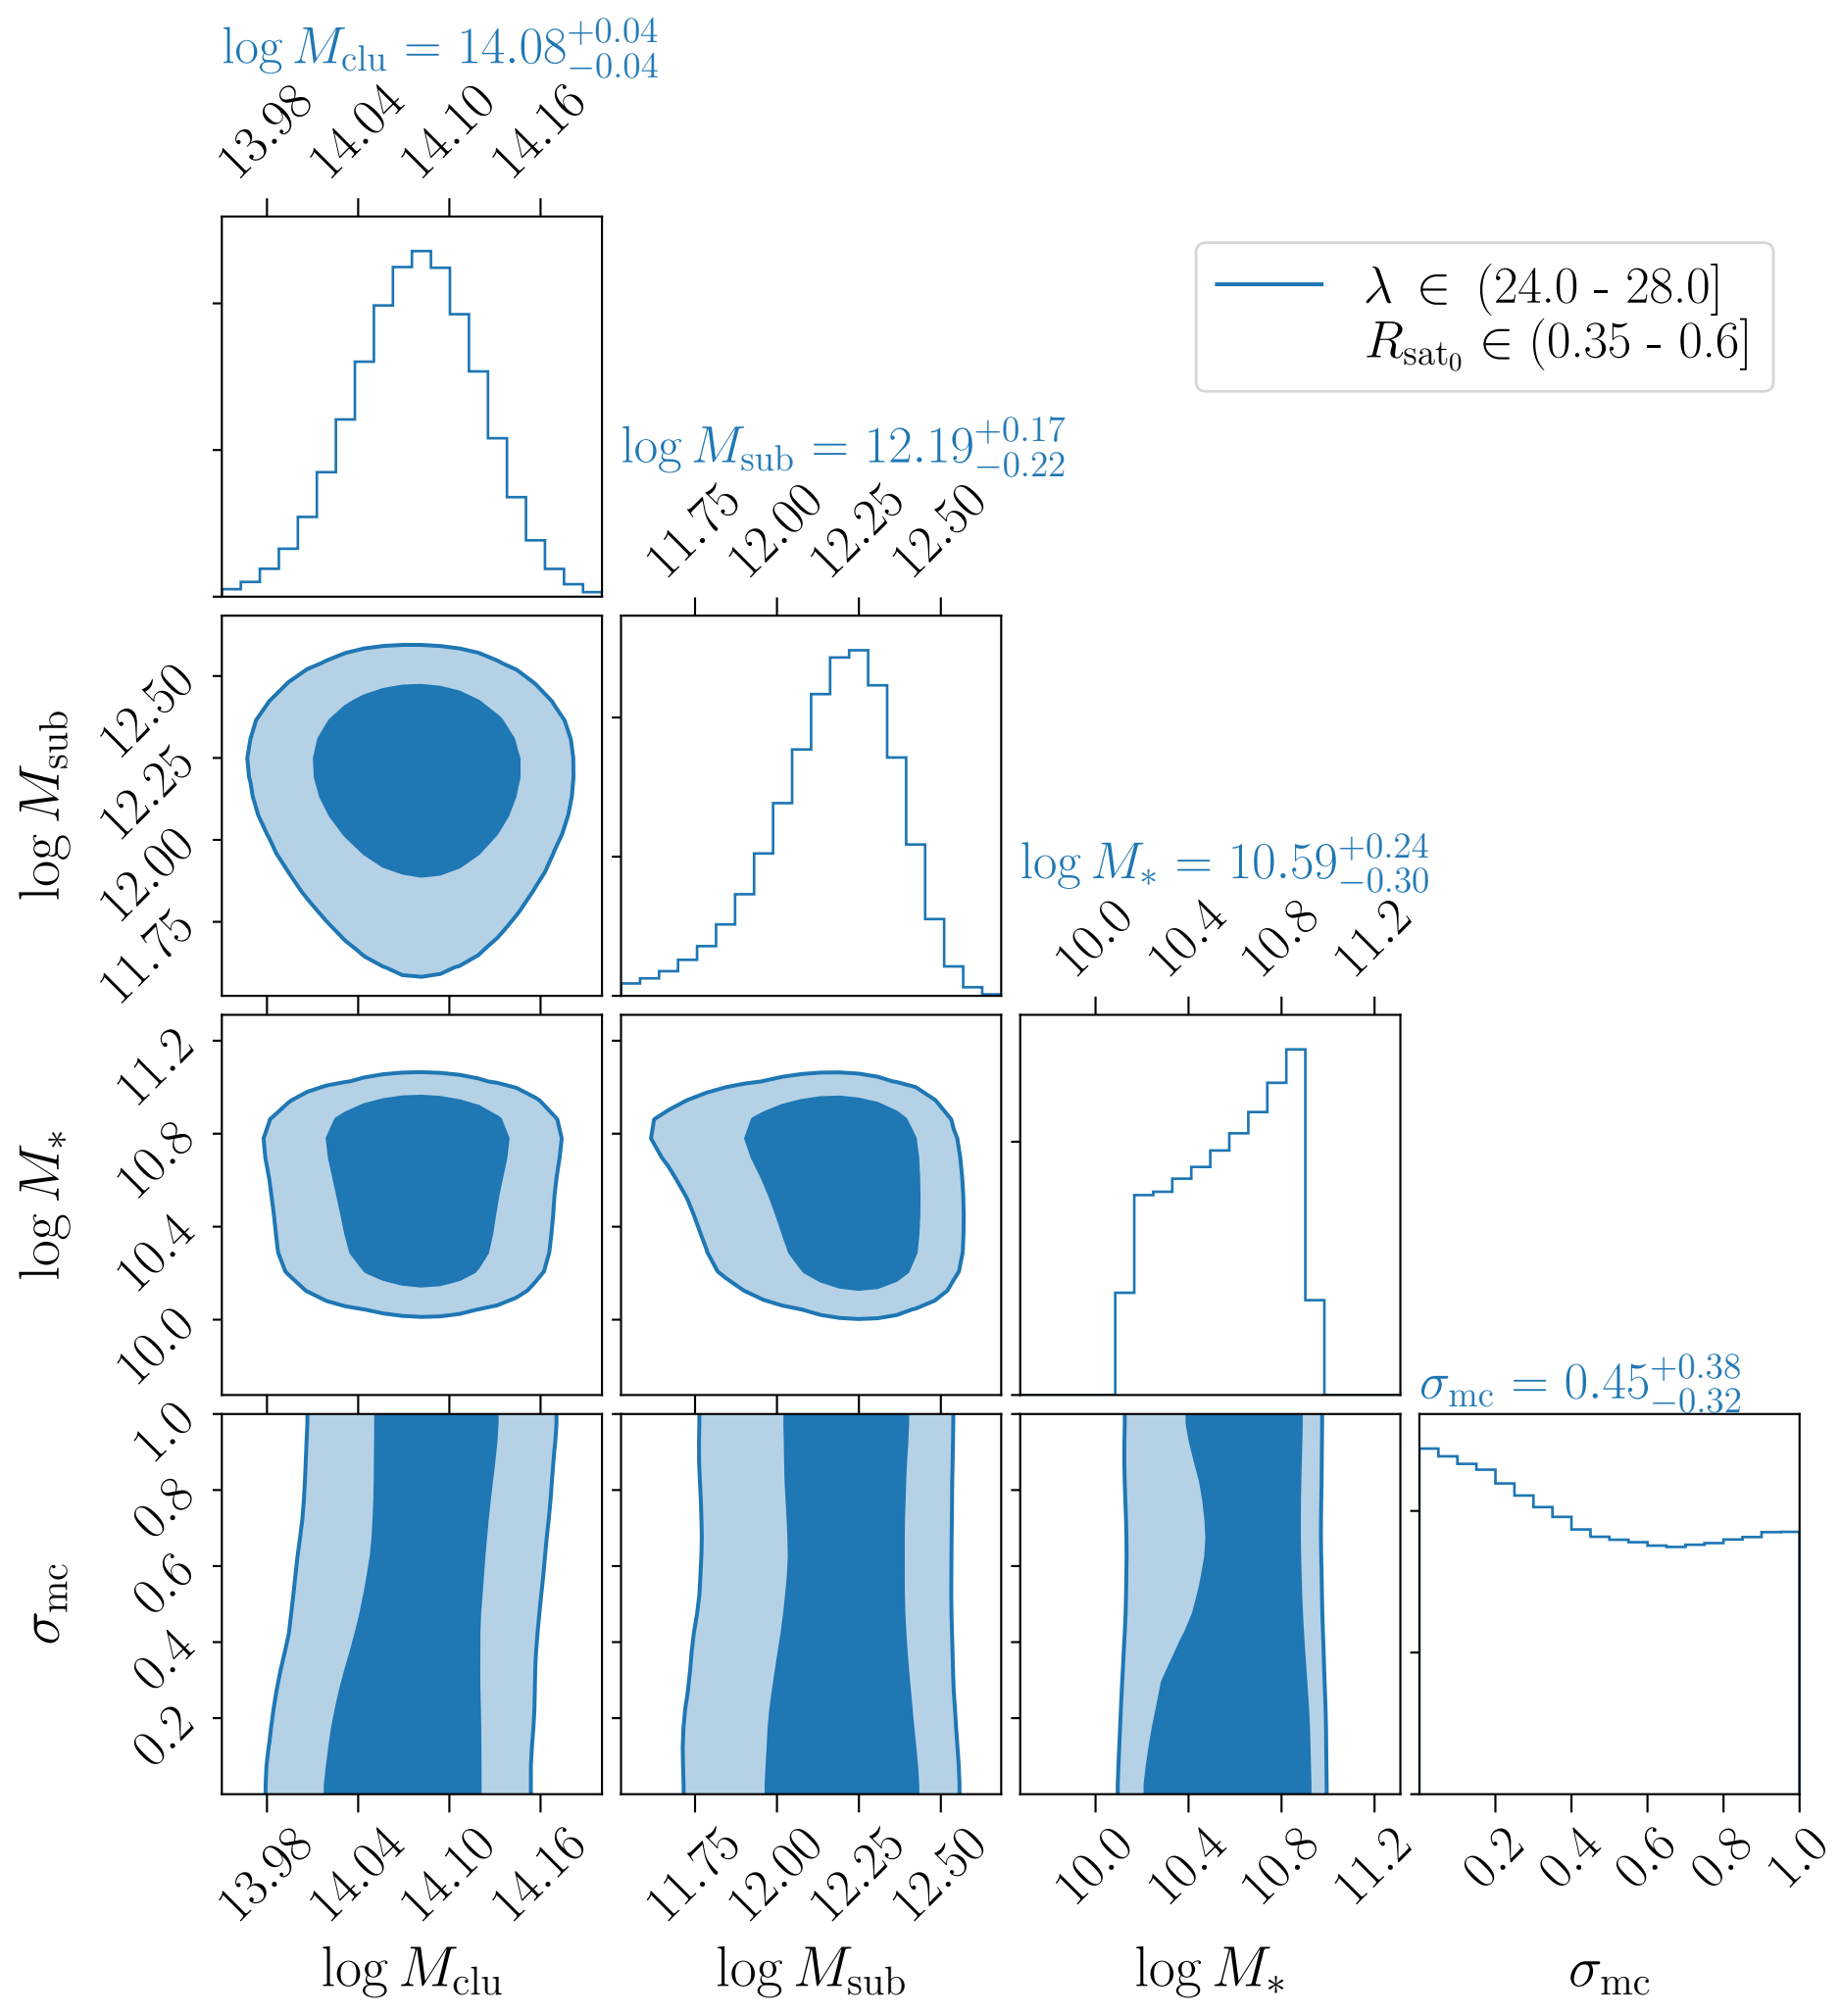 log M_clu = 14.08^{+0.04}_{−0.04}
13.98 14.04 14.10 14.16
λ ∈ (24.0 - 28.0]
R_{sat_0} ∈ (0.35 - 0.6]
log M_sub = 12.19^{+0.17}_{−0.22}
11.75 12.00 12.25 12.50
log M_sub
12.50
12.25
12.00
11.75
log M_* = 10.59^{+0.24}_{−0.30}
10.0 10.4 10.8 11.2
log M_*
11.2
10.8
10.4
10.0
σ_mc = 0.45^{+0.38}_{−0.32}
σ_mc
1.0
0.8
0.6
0.4
0.2
13.98 14.04 14.10 14.16 11.75 12.00 12.25 12.50 10.0 10.4 10.8 11.2 0.2 0.4 0.6 0.8 1.0
log M_clu log M_sub log M_* σ_mc